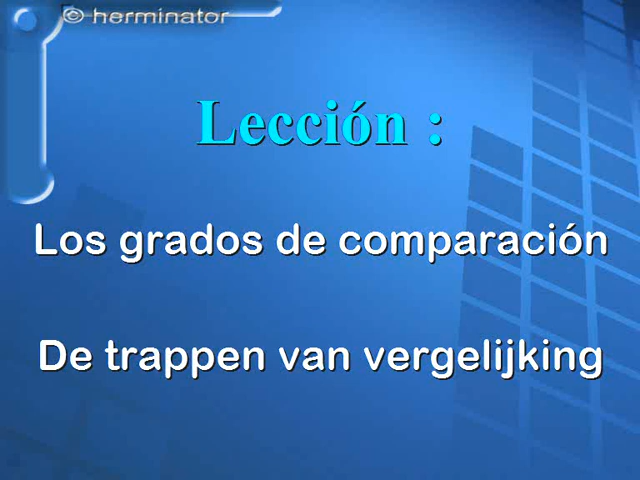 © herminator
Lección :
Los grados de comparación
De trappen van vergelijking